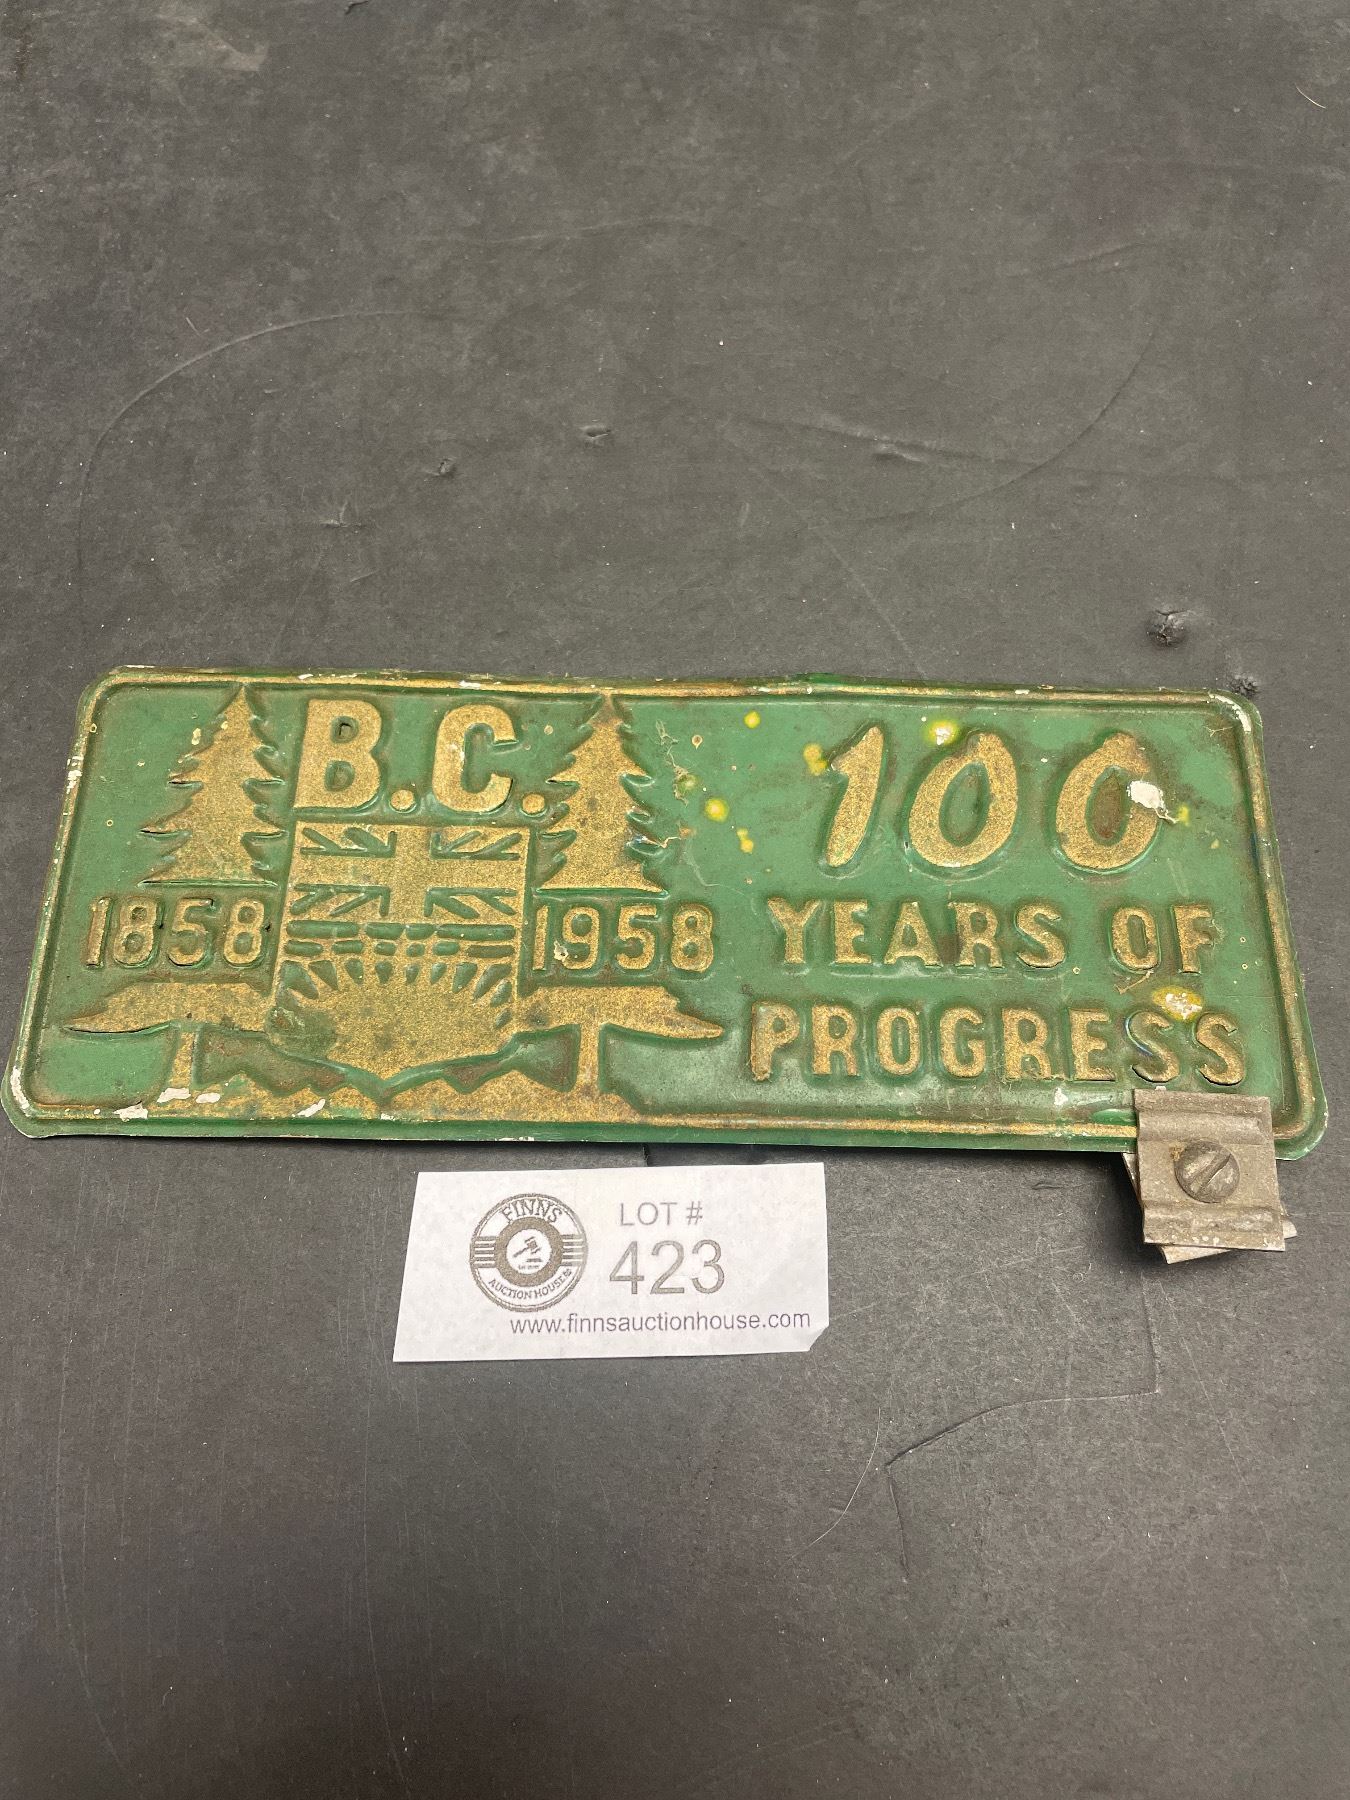 B.C.
1858 1958
100
YEARS OF
PROGRESS
FINNS
AUCTION HOUSE
LOT #
423
www.finnsauctionhouse.com